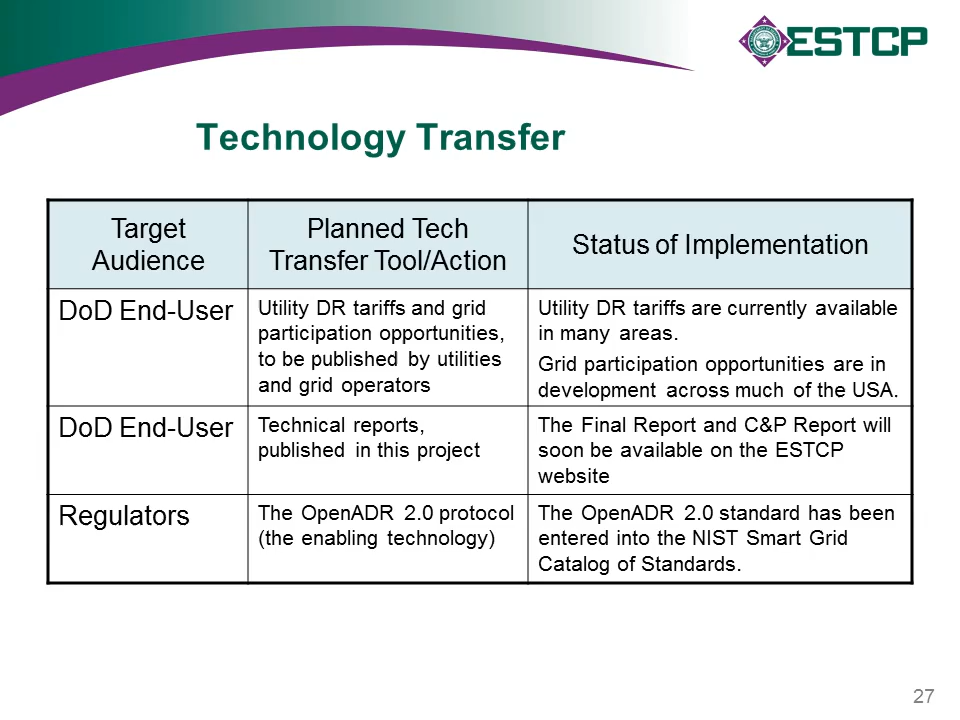 ESTCP
Technology Transfer
Target
Audience
Planned Tech
Transfer Tool/Action
Status of Implementation
DoD End-User
Utility DR tariffs and grid
participation opportunities,
to be published by utilities
and grid operators
Utility DR tariffs are currently available
in many areas.
Grid participation opportunities are in
development across much of the USA.
DoD End-User
Technical reports,
published in this project
The Final Report and C&P Report will
soon be available on the ESTCP
website
Regulators
The OpenADR 2.0 protocol
(the enabling technology)
The OpenADR 2.0 standard has been
entered into the NIST Smart Grid
Catalog of Standards.
27